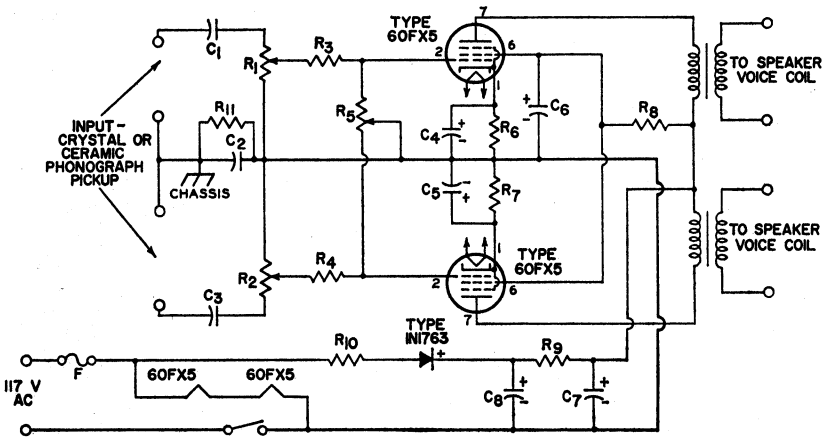 TYPE
60FX5
7
C1
R3
2
6
R1
1
TO SPEAKER
VOICE COIL
INPUT-
CRYSTAL OR
CERAMIC
PHONOGRAPH
PICKUP
R11
C2
CHASSIS
R5
C4
+
-
R6
+
-
C6
R8
C5
-
+
R7
R2
R4
2
1
6
7
TYPE
60FX5
TO SPEAKER
VOICE COIL
C3
117 V
AC
F
60FX5
60FX5
R10
TYPE
IN1763
+
R9
C8
+
-
C7
+
-